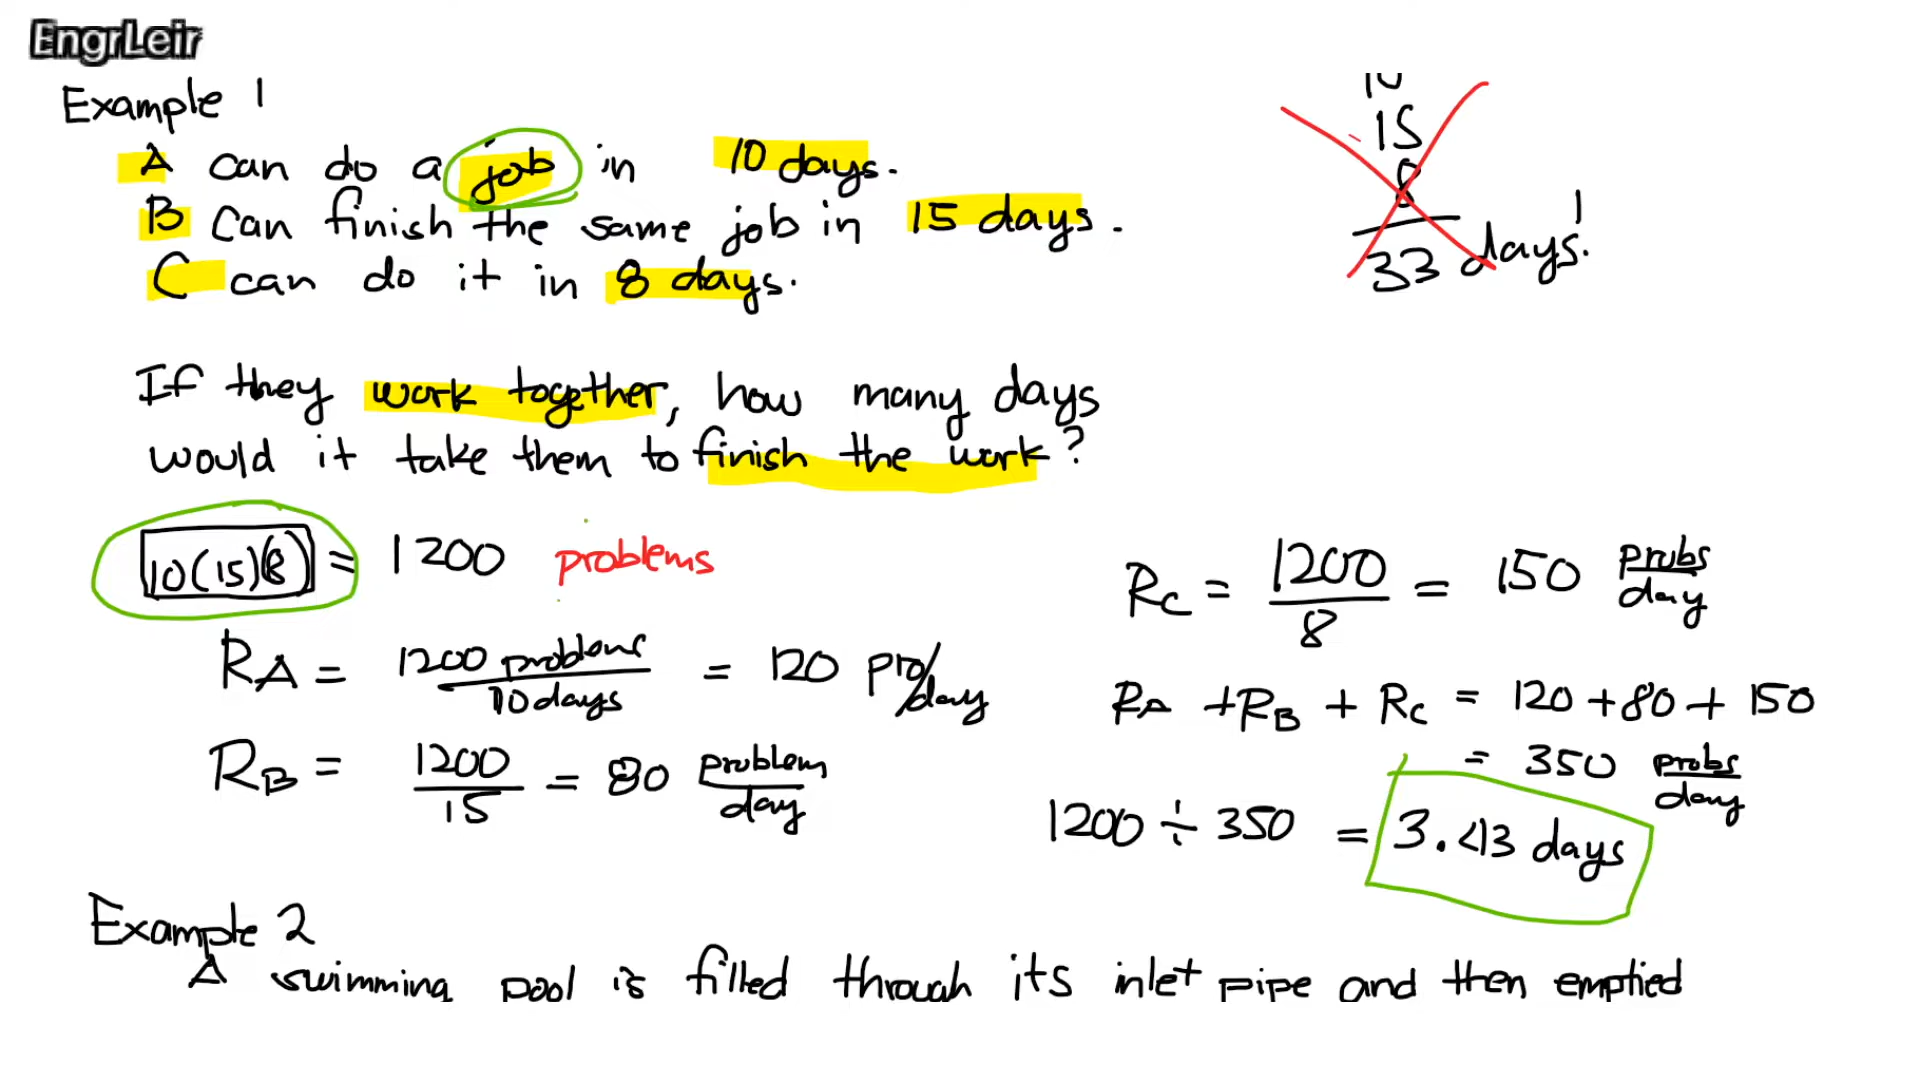 EngrLeir
Example 1
A can do a job in 10 days.
B can finish the same job in 15 days.
C can do it in 8 days.
15
8
33 days!
If they work together, how many days
would it take them to finish the work?
10(15)(8) = 1200 problems
RA = 1200 problems / 10 days = 120 pro/day
RB = 1200 / 15 = 80 problem/day
RC = 1200 / 8 = 150 probs/day
RA + RB + RC = 120 + 80 + 150
= 350 probs/day
1200 ÷ 350 = 3.43 days
Example 2
A swimming pool is filled through its inlet pipe and then emptied